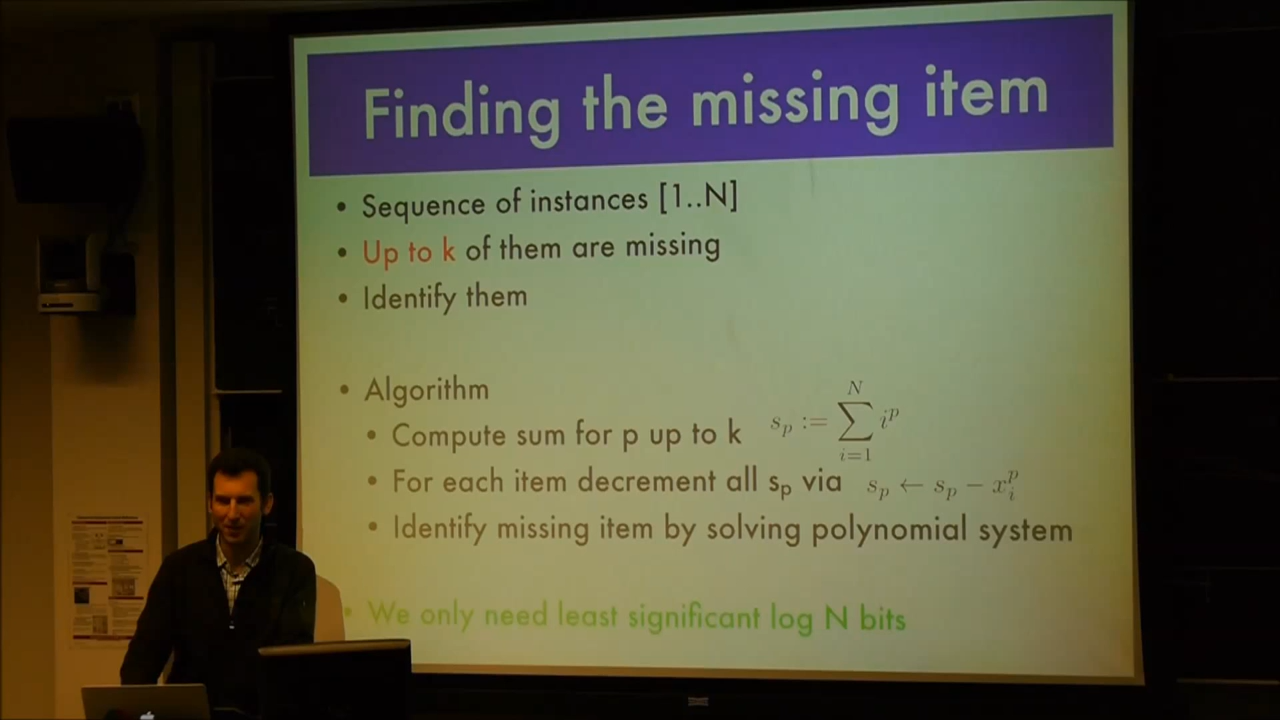 Finding the missing item
• Sequence of instances [1..N]
• Up to k of them are missing
• Identify them
• Algorithm
• Compute sum for p up to k s_p := \sum_{i=1}^{N} i^p
• For each item decrement all s_p via s_p ← s_p − x_i^p
• Identify missing item by solving polynomial system
• We only need least significant log N bits